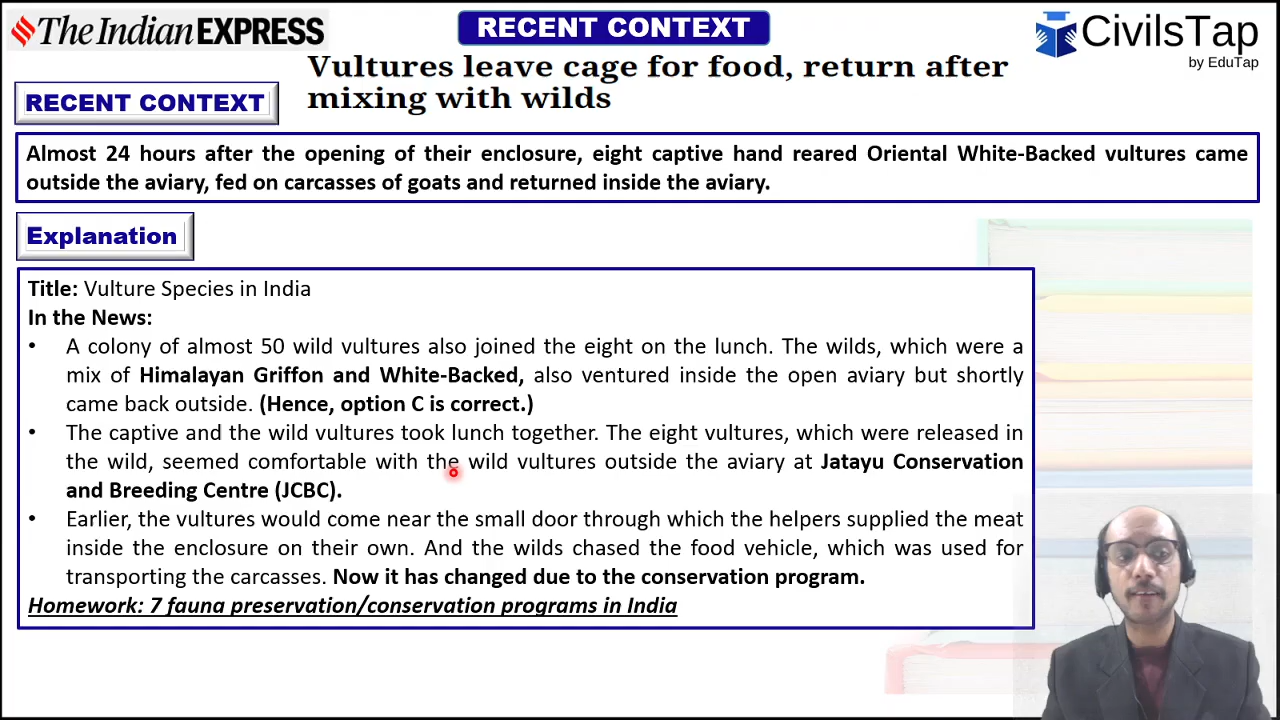 The Indian EXPRESS
RECENT CONTEXT
CivilsTap
by EduTap
Vultures leave cage for food, return after
mixing with wilds
RECENT CONTEXT
Almost 24 hours after the opening of their enclosure, eight captive hand reared Oriental White-Backed vultures came
outside the aviary, fed on carcasses of goats and returned inside the aviary.
Explanation
Title: Vulture Species in India
In the News:
• A colony of almost 50 wild vultures also joined the eight on the lunch. The wilds, which were a
mix of Himalayan Griffon and White-Backed, also ventured inside the open aviary but shortly
came back outside. (Hence, option C is correct.)
• The captive and the wild vultures took lunch together. The eight vultures, which were released in
the wild, seemed comfortable with the wild vultures outside the aviary at Jatayu Conservation
and Breeding Centre (JCBC).
• Earlier, the vultures would come near the small door through which the helpers supplied the meat
inside the enclosure on their own. And the wilds chased the food vehicle, which was used for
transporting the carcasses. Now it has changed due to the conservation program.
Homework: 7 fauna preservation/conservation programs in India